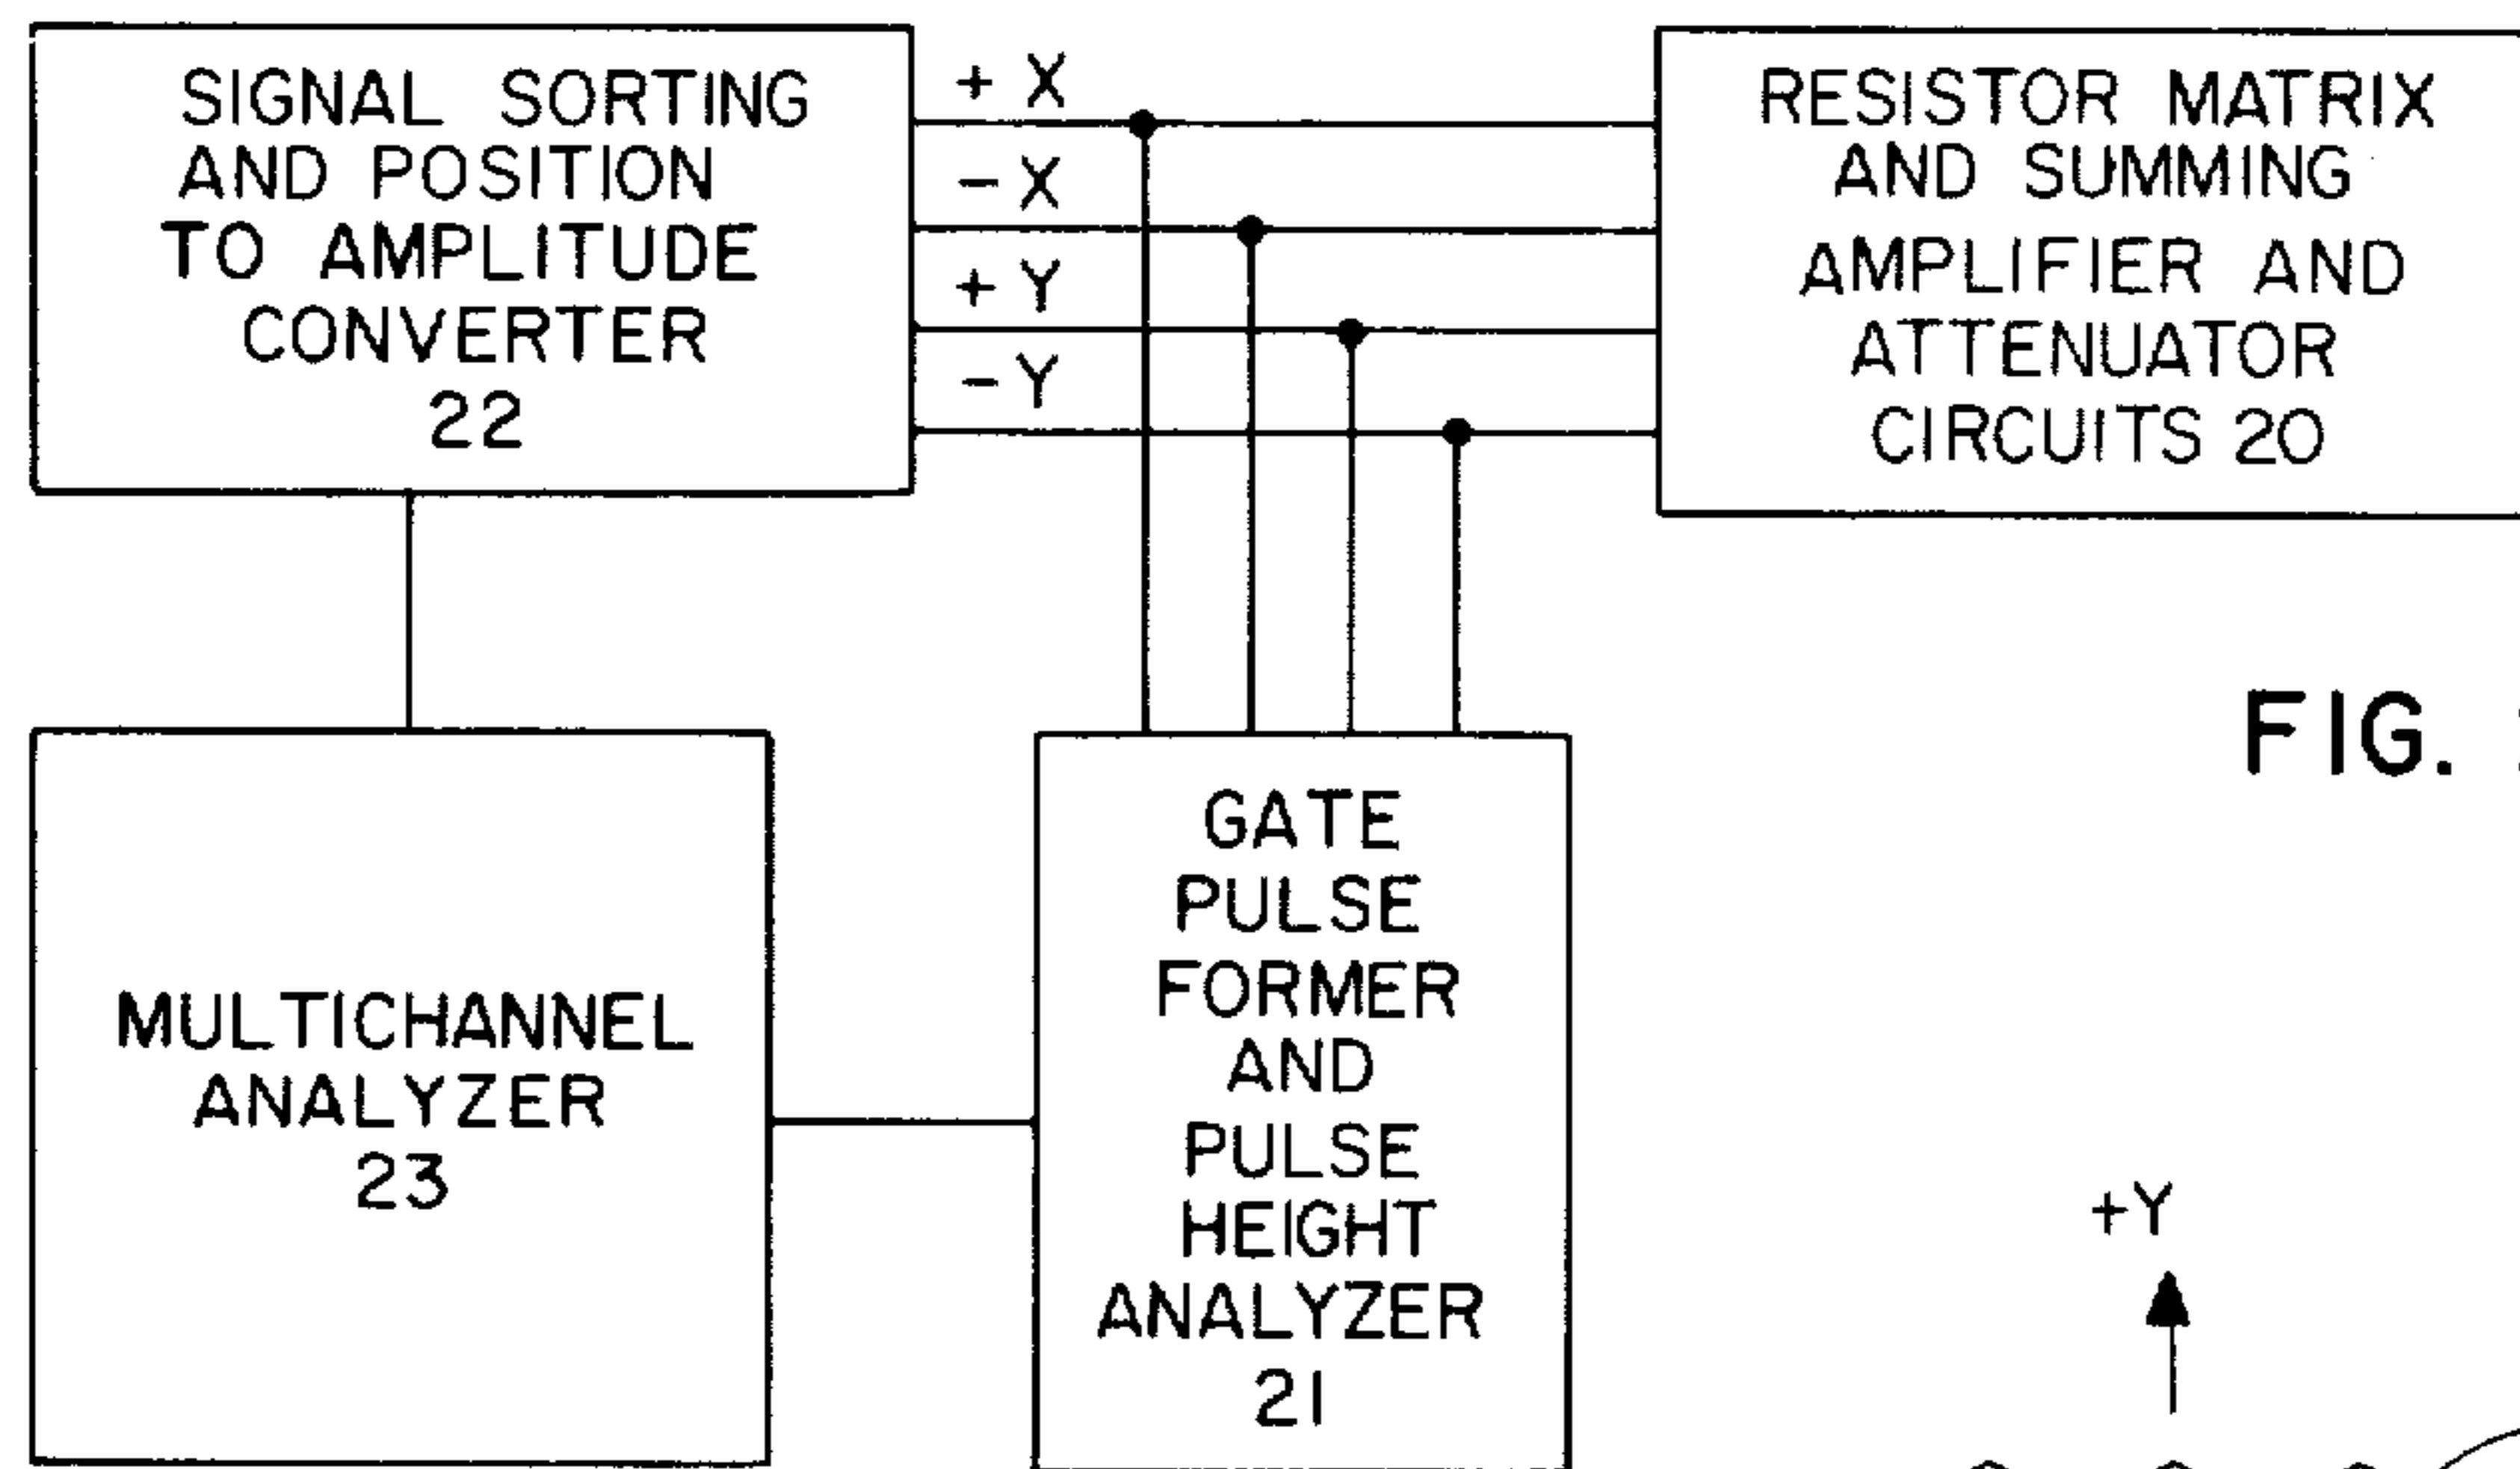 SIGNAL SORTING
AND POSITION
TO AMPLITUDE
CONVERTER
22
+ X
- X
+ Y
- Y
RESISTOR MATRIX
AND SUMMING
AMPLIFIER AND
ATTENUATOR
CIRCUITS 20
FIG.
MULTICHANNEL
ANALYZER
23
GATE
PULSE
FORMER
AND
PULSE
HEIGHT
ANALYZER
21
+Y